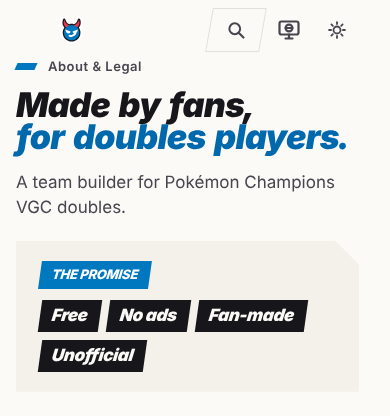 About & Legal
Made by fans,
for doubles players.
A team builder for Pokémon Champions
VGC doubles.
THE PROMISE
Free No ads Fan-made
Unofficial